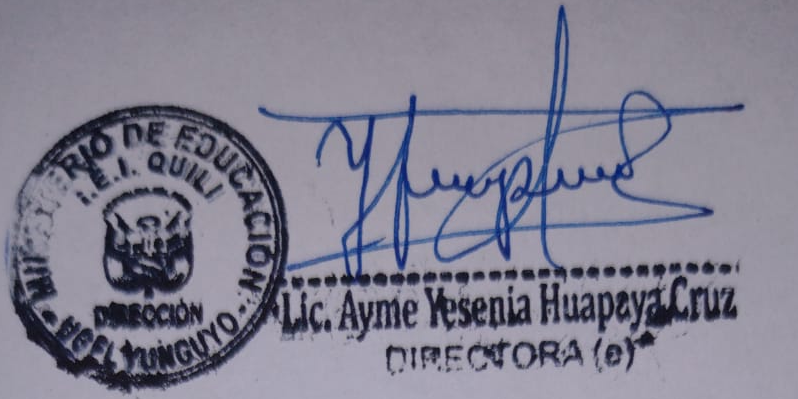 MINISTERIO DE EDUCACIÓN
I.E.I. QUILI
DIRECCIÓN
UGEL YUNGUYO
Lic. Ayme Yesenia Huapaya Cruz
DIRECTORA (e)